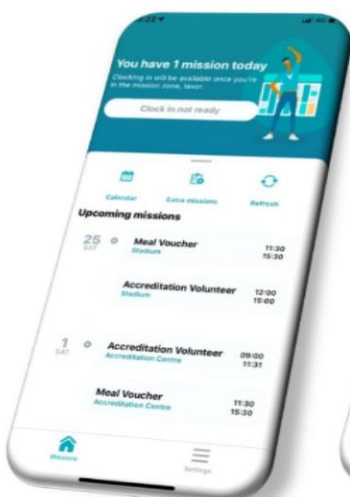 You have 1 mission today
Clocking in will be available once you're
in the mission zone, lavor.
Clock in not ready
Calendar
Extra missions
Refresh
Upcoming missions
25 SAT
Meal Voucher 11:30
Stadium 15:30
Accreditation Volunteer 12:00
Stadium 15:00
1 SAT
Accreditation Volunteer 09:00
Accreditation Centre 11:31
Meal Voucher 11:30
Accreditation Centre 15:30
Missions
Settings